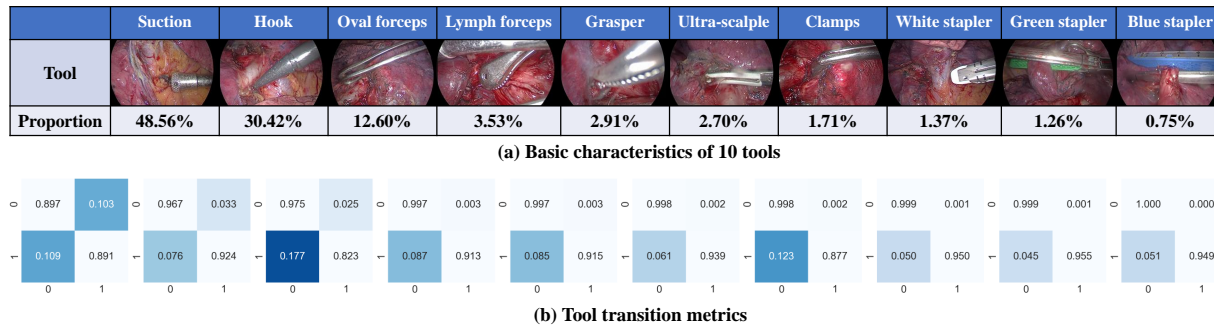 Suction Hook Oval forceps Lymph forceps Grasper Ultra-scalple Clamps White stapler Green stapler Blue stapler
Tool
Proportion 48.56% 30.42% 12.60% 3.53% 2.91% 2.70% 1.71% 1.37% 1.26% 0.75%
(a) Basic characteristics of 10 tools
0 0.897 0.103 0 0.967 0.033 0 0.975 0.025 0 0.997 0.003 0 0.997 0.003 0 0.998 0.002 0 0.998 0.002 0 0.999 0.001 0 0.999 0.001 0 1.000 0.000
1 0.109 0.891 1 0.076 0.924 1 0.177 0.823 1 0.087 0.913 1 0.085 0.915 1 0.061 0.939 1 0.123 0.877 1 0.050 0.950 1 0.045 0.955 1 0.051 0.949
0 1 0 1 0 1 0 1 0 1 0 1 0 1 0 1 0 1 0 1
(b) Tool transition metrics